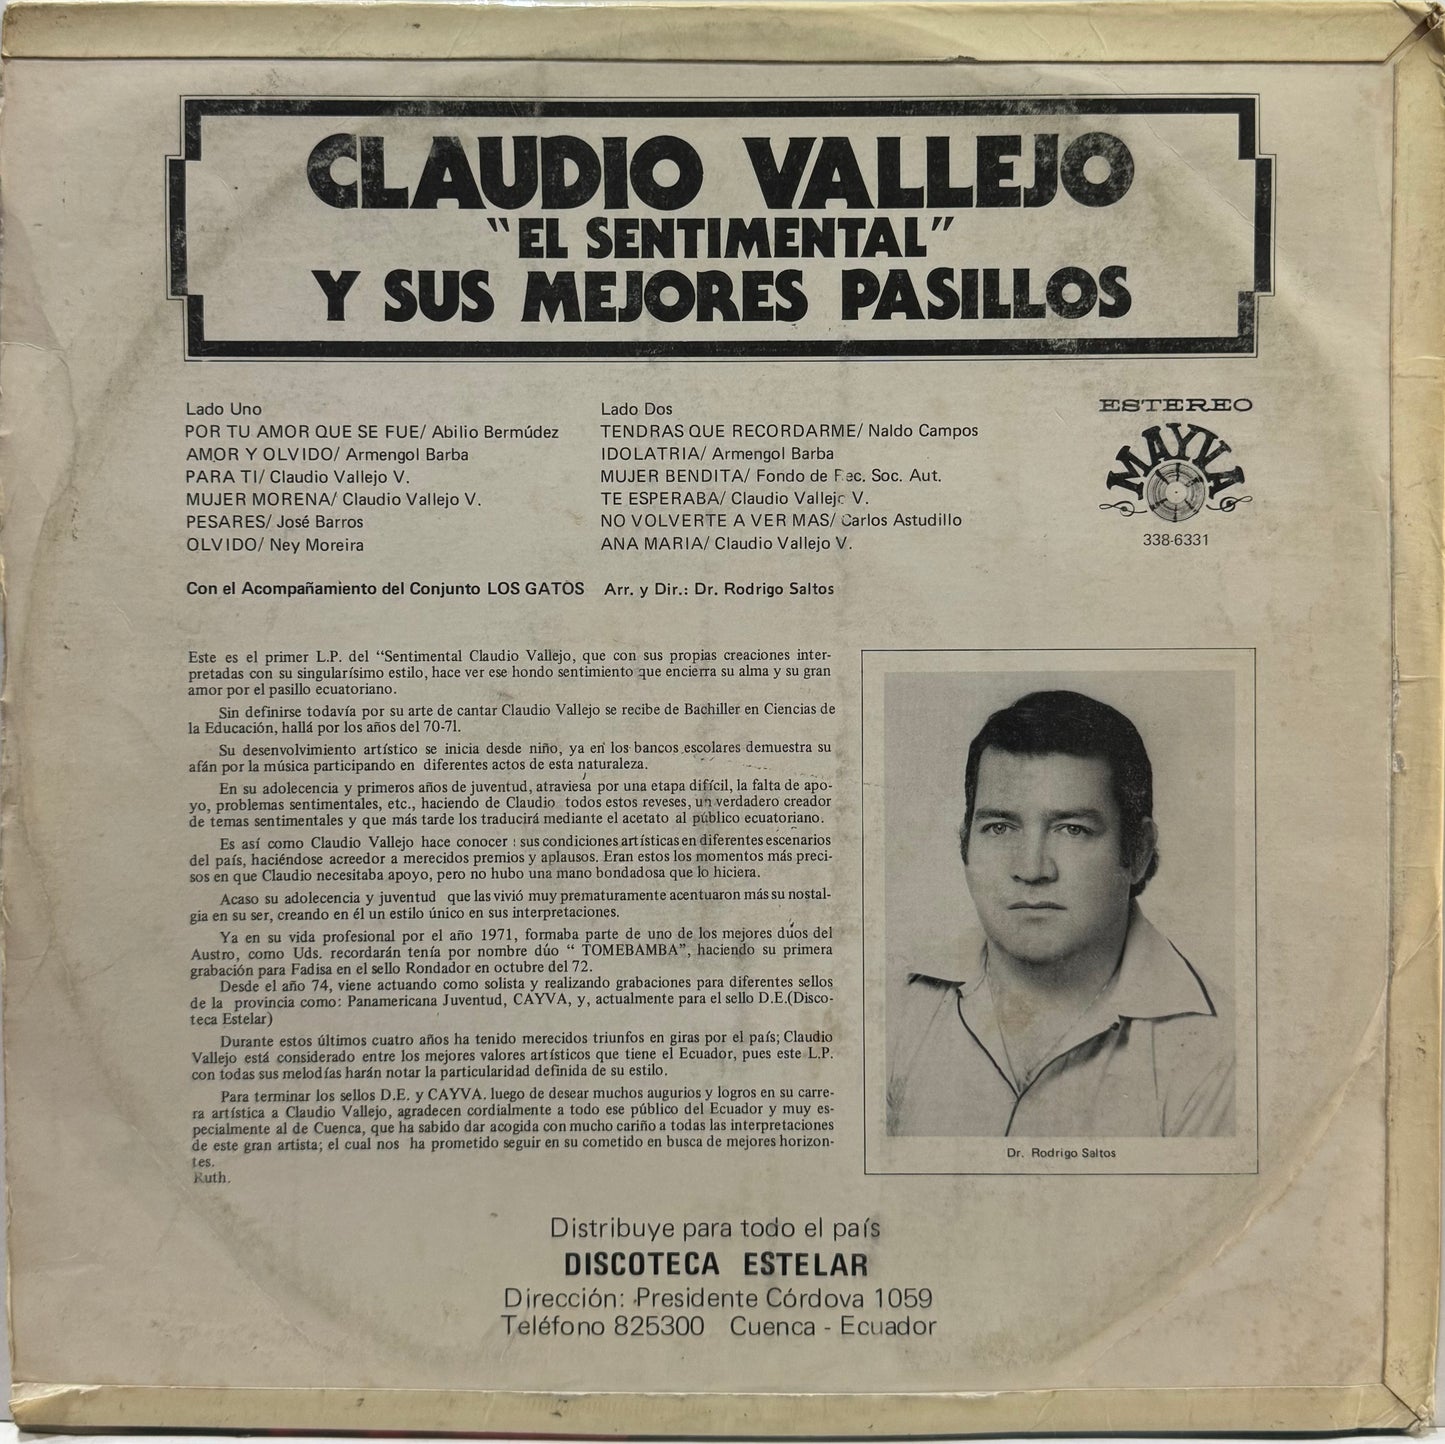 CLAUDIO VALLEJO
"EL SENTIMENTAL"
Y SUS MEJORES PASILLOS
Lado Uno
POR TU AMOR QUE SE FUE/ Abilio Bermúdez
AMOR Y OLVIDO/ Armengol Barba
PARA TI/ Claudio Vallejo V.
MUJER MORENA/ Claudio Vallejo V.
PESARES/ José Barros
OLVIDO/ Ney Moreira
Lado Dos
TENDRAS QUE RECORDARME/ Naldo Campos
IDOLATRIA/ Armengol Barba
MUJER BENDITA/ Fondo de Rec. Soc. Aut.
TE ESPERABA/ Claudio Vallejo V.
NO VOLVERTE A VER MAS/ Carlos Astudillo
ANA MARIA/ Claudio Vallejo V.
ESTEREO
MAYVA
338-6331
Con el Acompañamiento del Conjunto LOS GATOS Arr. y Dir.: Dr. Rodrigo Saltos
Este es el primer L.P. del "Sentimental Claudio Vallejo, que con sus propias creaciones inter-
pretadas con su singularísimo estilo, hace ver ese hondo sentimiento que encierra su alma y su gran
amor por el pasillo ecuatoriano.
Sin definirse todavía por su arte de cantar Claudio Vallejo se recibe de Bachiller en Ciencias de
la Educación, hallá por los años del 70-71.
Su desenvolvimiento artístico se inicia desde niño, ya en los bancos escolares demuestra su
afán por la música participando en diferentes actos de esta naturaleza.
En su adolecencia y primeros años de juventud, atraviesa por una etapa difícil, la falta de apo-
yo, problemas sentimentales, etc., haciendo de Claudio todos estos reveses, un verdadero creador
de temas sentimentales y que más tarde los traducirá mediante el acetato al público ecuatoriano.
Es así como Claudio Vallejo hace conocer sus condiciones artísticas en diferentes escenarios
del país, haciéndose acreedor a merecidos premios y aplausos. Eran estos los momentos más preci-
sos en que Claudio necesitaba apoyo, pero no hubo una mano bondadosa que lo hiciera.
Acaso su adolecencia y juventud que las vivió muy prematuramente acentuaron más su nostal-
gia en su ser, creando en él un estilo único en sus interpretaciones.
Ya en su vida profesional por el año 1971, formaba parte de uno de los mejores dúos del
Austro, como Uds. recordarán tenía por nombre dúo " TOMEBAMBA", haciendo su primera
grabación para Fadisa en el sello Rondador en octubre del 72.
Desde el año 74, viene actuando como solista y realizando grabaciones para diferentes sellos
de la provincia como: Panamericana Juventud, CAYVA, y, actualmente para el sello D.E.(Disco-
teca Estelar)
Durante estos últimos cuatro años ha tenido merecidos triunfos en giras por el país; Claudio
Vallejo está considerado entre los mejores valores artísticos que tiene el Ecuador, pues este L.P.
con todas sus melodías harán notar la particularidad definida de su estilo.
Para terminar los sellos D.E. y CAYVA. luego de desear muchos augurios y logros en su carre-
ra artística a Claudio Vallejo, agradecen cordialmente a todo ese público del Ecuador y muy es-
pecialmente al de Cuenca, que ha sabido dar acogida con mucho cariño a todas las interpretaciones
de este gran artista; el cual nos ha prometido seguir en su cometido en busca de mejores horizon-
tes.
Ruth.
Dr. Rodrigo Saltos
Distribuye para todo el país
DISCOTECA ESTELAR
Dirección: Presidente Córdova 1059
Teléfono 825300 Cuenca - Ecuador